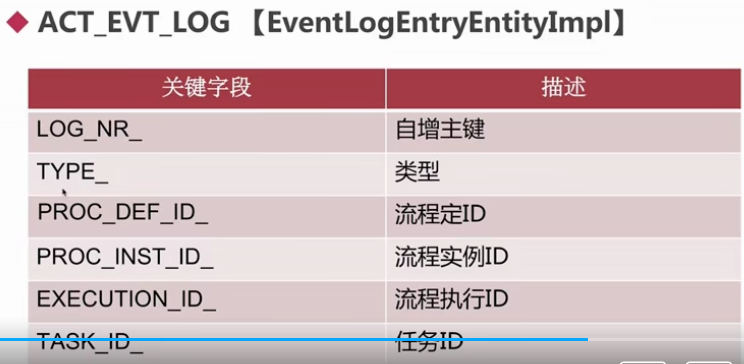 ACT_EVT_LOG 【EventLogEntryEntityImpl】
关键字段 描述
LOG_NR_ 自增主键
TYPE_ 类型
PROC_DEF_ID_ 流程定ID
PROC_INST_ID_ 流程实例ID
EXECUTION_ID_ 流程执行ID
TASK_ID_ 任务ID